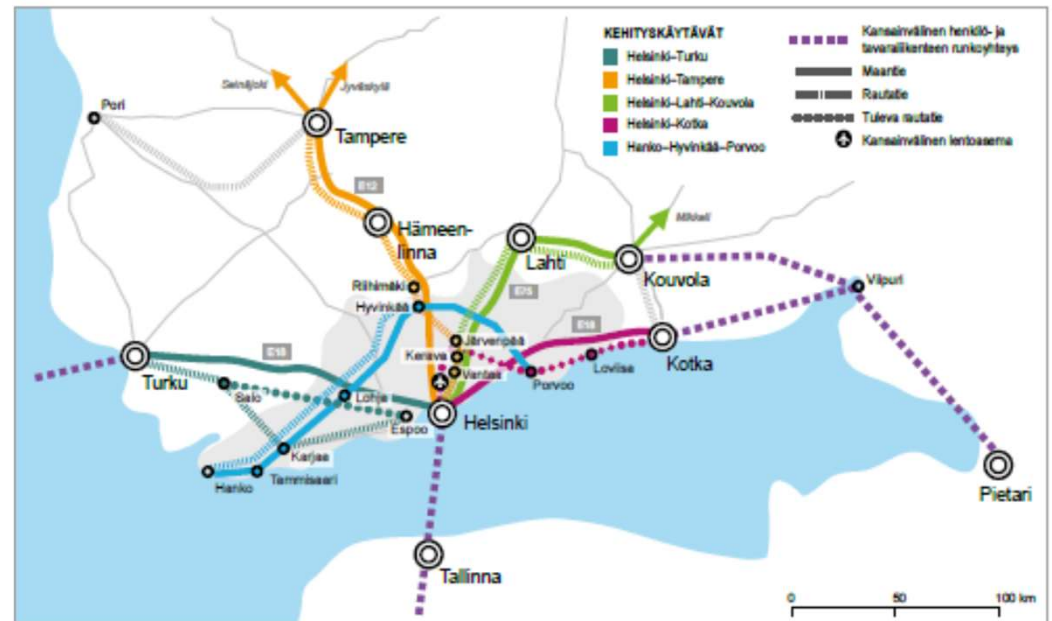 KEHITYSKÄYTÄVÄT
Helsinki–Turku
Helsinki–Tampere
Helsinki–Lahti–Kouvola
Helsinki–Kotka
Hanko–Hyvinkää–Porvoo
Kansainvälinen henkilö- ja
tavaraliikenteen runkoyhteys
Maantie
Rautatie
Tuleva rautatie
Kansainvälinen lentoasema
Seinäjoki
Jyväskylä
Pori
Tampere
E12
Hämeen-
linna
Mikkeli
Lahti
Kouvola
Riihimäki
Hyvinkää
E75
Viipuri
E18
Järvenpää
Kotka
Kerava
E18
Loviisa
Turku
Vantaa
Porvoo
Salo
Lohja
Helsinki
Espoo
Karjaa
Hanko
Tammisaari
Pietari
Tallinna
0
50
100 km